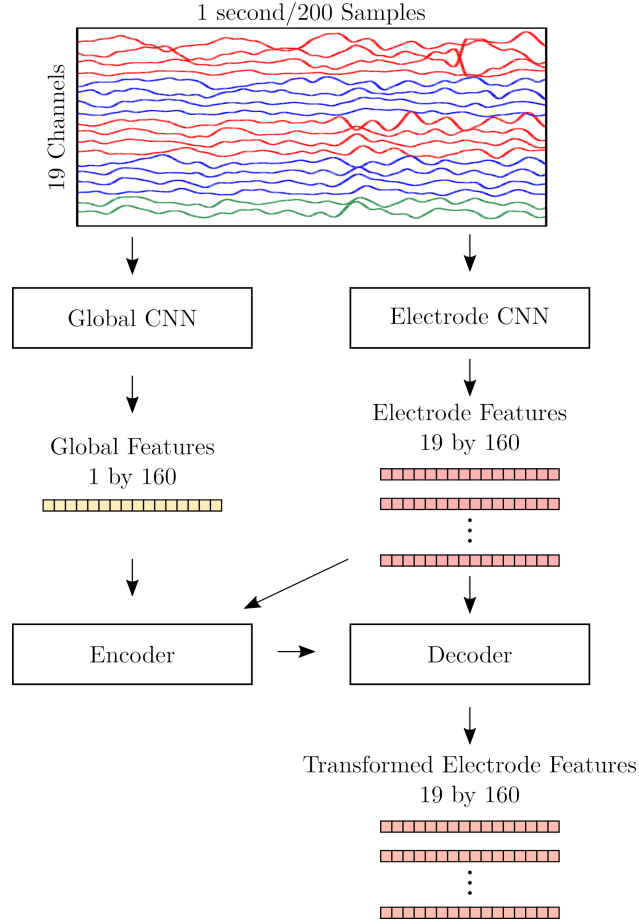 1 second/200 Samples
19 Channels
Global CNN
Electrode CNN
Global Features
1 by 160
Electrode Features
19 by 160
Encoder
Decoder
Transformed Electrode Features
19 by 160